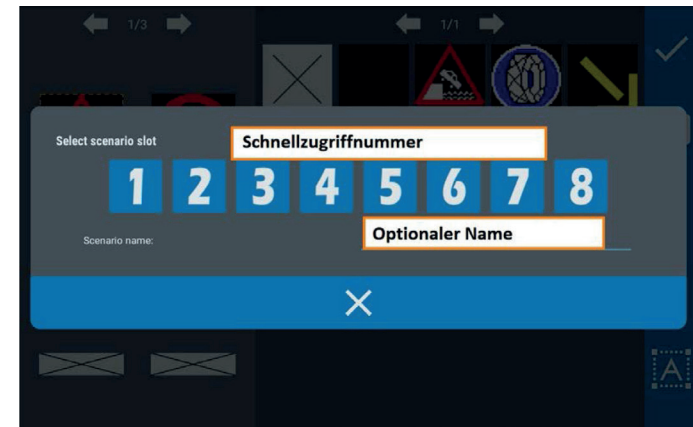 1/3
1/1
Select scenario slot
Schnellzugriffnummer
1 2 3 4 5 6 7 8
Scenario name:
Optionaler Name
A